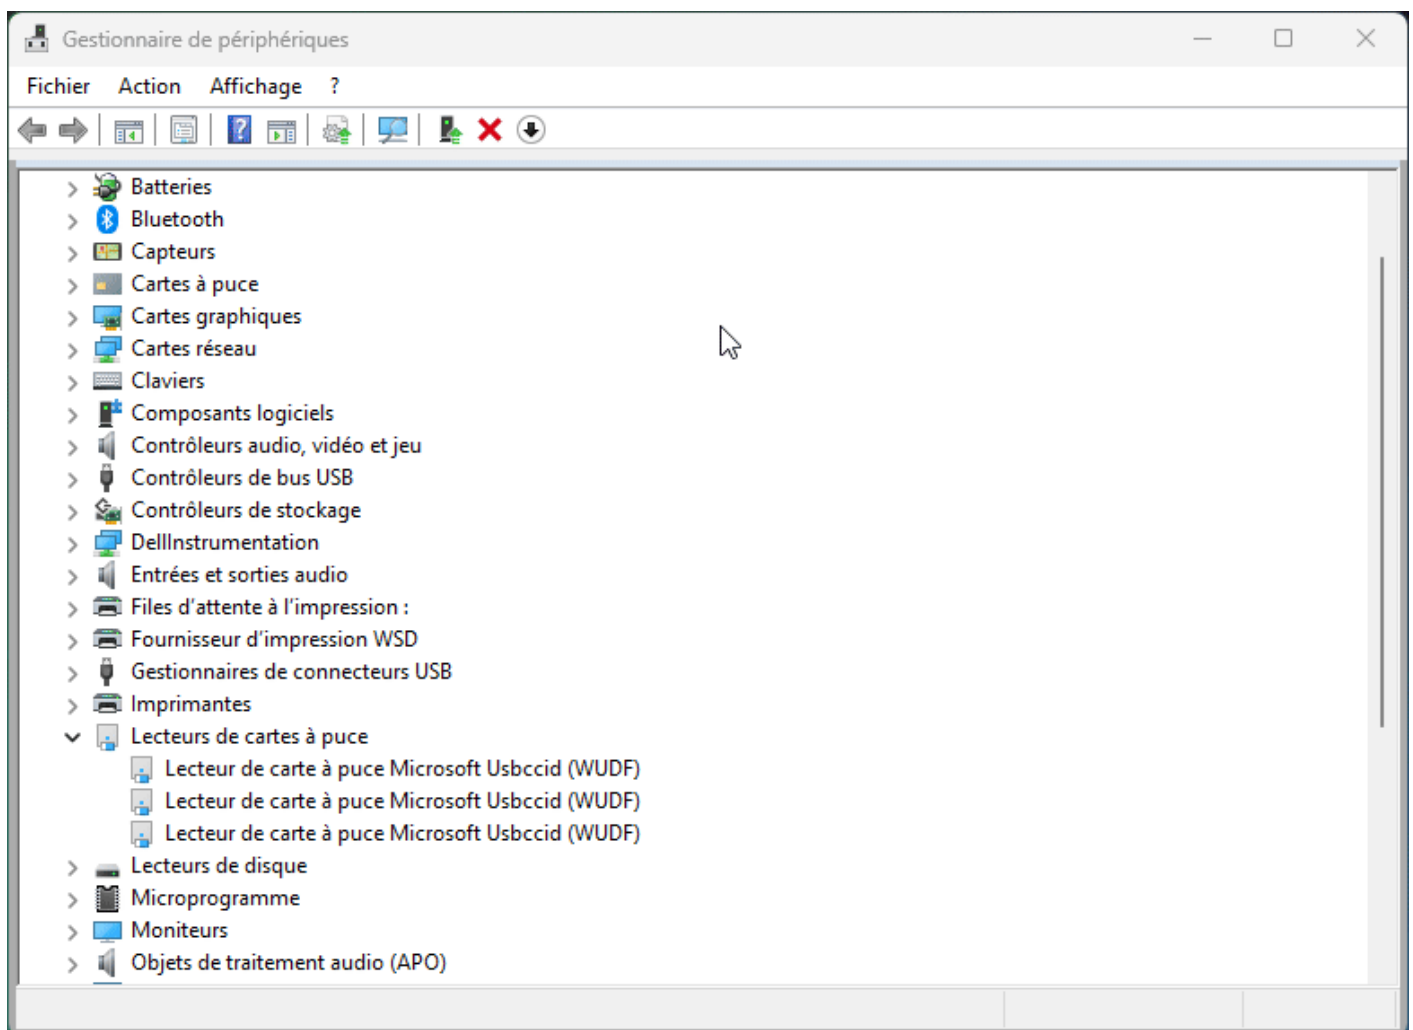 Gestionnaire de périphériques
Fichier Action Affichage ?
Batteries
Bluetooth
Capteurs
Cartes à puce
Cartes graphiques
Cartes réseau
Claviers
Composants logiciels
Contrôleurs audio, vidéo et jeu
Contrôleurs de bus USB
Contrôleurs de stockage
DellInstrumentation
Entrées et sorties audio
Files d'attente à l'impression :
Fournisseur d'impression WSD
Gestionnaires de connecteurs USB
Imprimantes
Lecteurs de cartes à puce
Lecteur de carte à puce Microsoft Usbccid (WUDF)
Lecteur de carte à puce Microsoft Usbccid (WUDF)
Lecteur de carte à puce Microsoft Usbccid (WUDF)
Lecteurs de disque
Microprogramme
Moniteurs
Objets de traitement audio (APO)